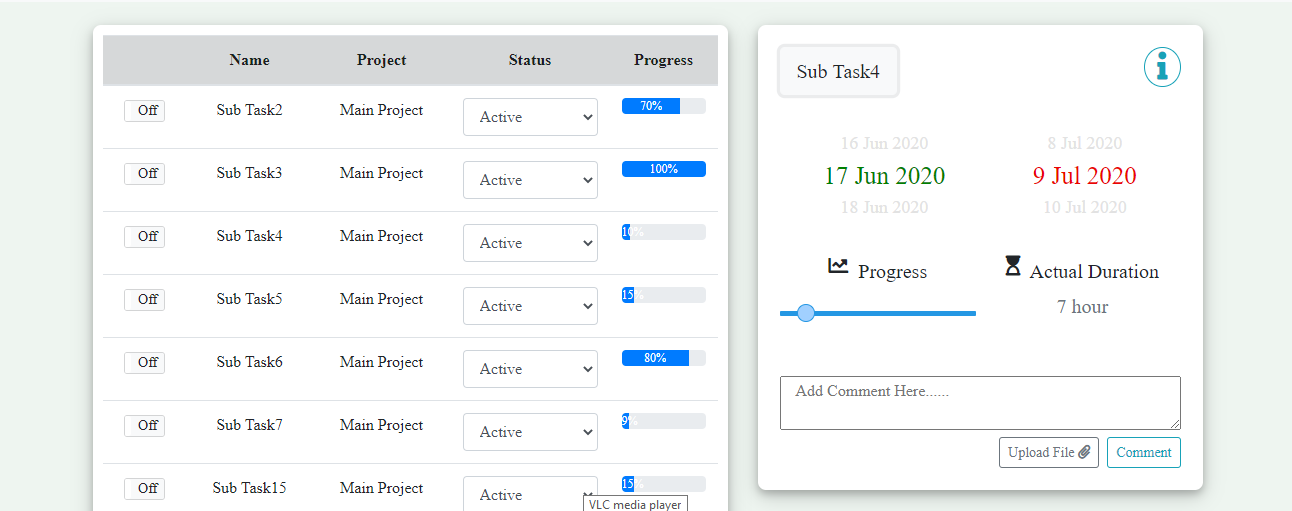 Name Project Status Progress
Off Sub Task2 Main Project Active 70%
Off Sub Task3 Main Project Active 100%
Off Sub Task4 Main Project Active 10%
Off Sub Task5 Main Project Active 15%
Off Sub Task6 Main Project Active 80%
Off Sub Task7 Main Project Active 9%
Off Sub Task15 Main Project Active 15%
VLC media player
Sub Task4
16 Jun 2020 8 Jul 2020
17 Jun 2020 9 Jul 2020
18 Jun 2020 10 Jul 2020
Progress Actual Duration
7 hour
Add Comment Here......
Upload File Comment